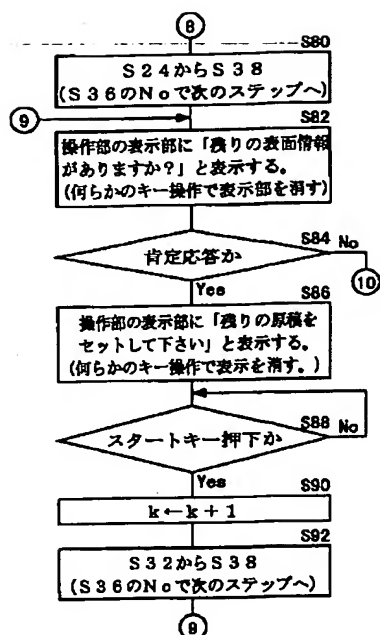 ⑧
S80
S24からS38
(S36のNoで次のステップへ)
⑨
S82
操作部の表示部に「残りの表面情報
がありますか?」と表示する。
(何らかのキー操作で表示部を消す)
S84
No
肯定応答か
⑩
Yes
S86
操作部の表示部に「残りの原稿を
セットして下さい」と表示する。
(何らかのキー操作で表示を消す。)
S88
No
スタートキー押下か
Yes
S90
k←k+1
S92
S32からS38
(S36のNoで次のステップへ)
⑨